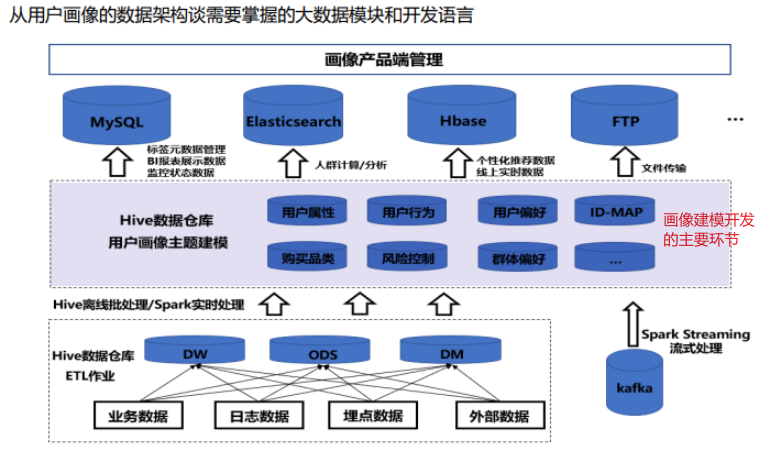 从用户画像的数据架构谈需要掌握的大数据模块和开发语言
画像产品端管理
MySQL
Elasticsearch
Hbase
FTP
...
标签元数据管理
BI报表展示数据
监控状态数据
人群计算/分析
个性化推荐数据
线上实时数据
文件传输
Hive数据仓库
用户画像主题建模
用户属性
用户行为
用户偏好
ID-MAP
购买品类
风险控制
群体偏好
...
画像建模开发
的主要环节
Hive离线批处理/Spark实时处理
Spark Streaming
流式处理
Hive数据仓库
ETL作业
DW
ODS
DM
kafka
业务数据
日志数据
埋点数据
外部数据